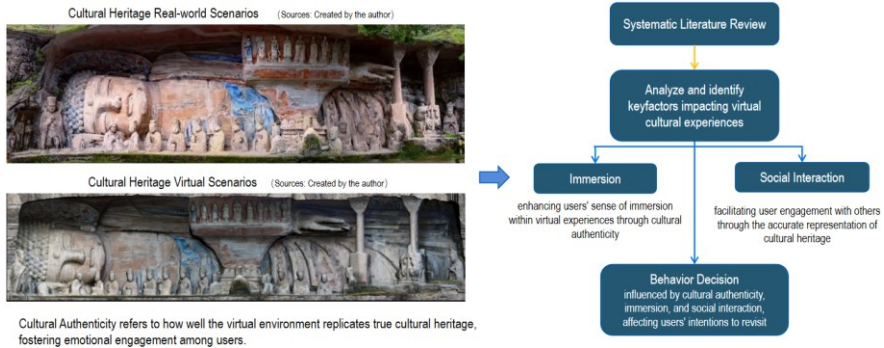 Cultural Heritage Real-world Scenarios (Sources: Created by the author)
Cultural Heritage Virtual Scenarios (Sources: Created by the author)
Cultural Authenticity refers to how well the virtual environment replicates true cultural heritage,
fostering emotional engagement among users.
Systematic Literature Review
Analyze and identify
keyfactors impacting virtual
cultural experiences
Immersion
enhancing users' sense of immersion
within virtual experiences through cultural
authenticity
Social Interaction
facilitating user engagement with others
through the accurate representation of
cultural heritage
Behavior Decision
influenced by cultural authenticity,
immersion, and social interaction,
affecting users' intentions to revisit